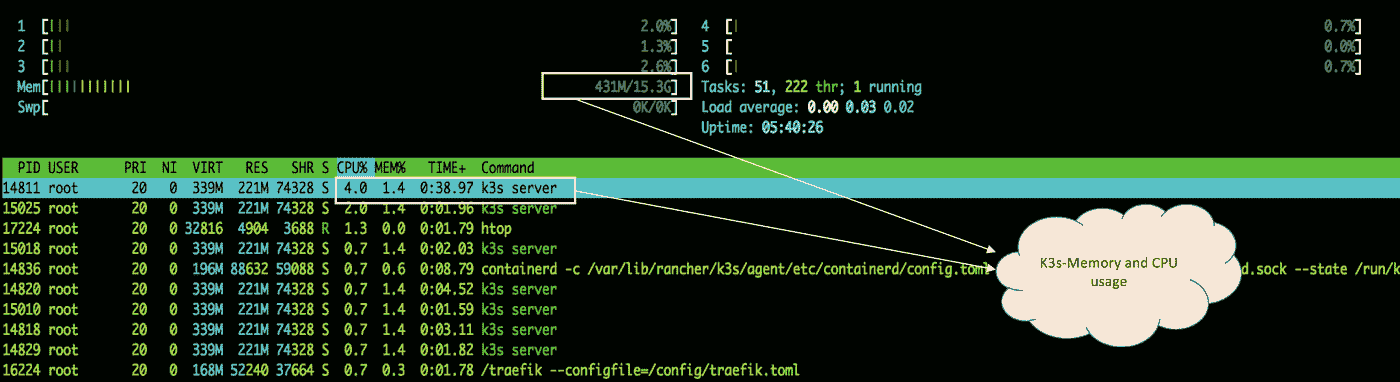 1 [||| 2.0%] 4 [| 0.7%]
2 [|| 1.3%] 5 [ 0.0%]
3 [||| 2.6%] 6 [| 0.7%]
Mem[|||||||||||| 431M/15.3G] Tasks: 51, 222 thr; 1 running
Swp[ 0K/0K] Load average: 0.00 0.03 0.02
Uptime: 05:40:26
PID USER PRI NI VIRT RES SHR S CPU% MEM% TIME+ Command
14811 root 20 0 339M 221M 74328 S 4.0 1.4 0:38.97 k3s server
15025 root 20 0 339M 221M 74328 S 2.0 1.4 0:01.96 k3s server
17224 root 20 0 32816 4904 3688 R 1.3 0.0 0:01.79 htop
15018 root 20 0 339M 221M 74328 S 0.7 1.4 0:02.03 k3s server
14836 root 20 0 196M 88632 59088 S 0.7 0.6 0:08.79 containerd -c /var/lib/rancher/k3s/agent/etc/containerd/config.toml d.sock --state /run/k
14820 root 20 0 339M 221M 74328 S 0.7 1.4 0:04.52 k3s server
15010 root 20 0 339M 221M 74328 S 0.7 1.4 0:01.59 k3s server
14818 root 20 0 339M 221M 74328 S 0.7 1.4 0:03.11 k3s server
14829 root 20 0 339M 221M 74328 S 0.7 1.4 0:01.82 k3s server
16224 root 20 0 168M 52240 37664 S 0.7 0.3 0:01.78 /traefik --configfile=/config/traefik.toml
K3s-Memory and CPU
usage